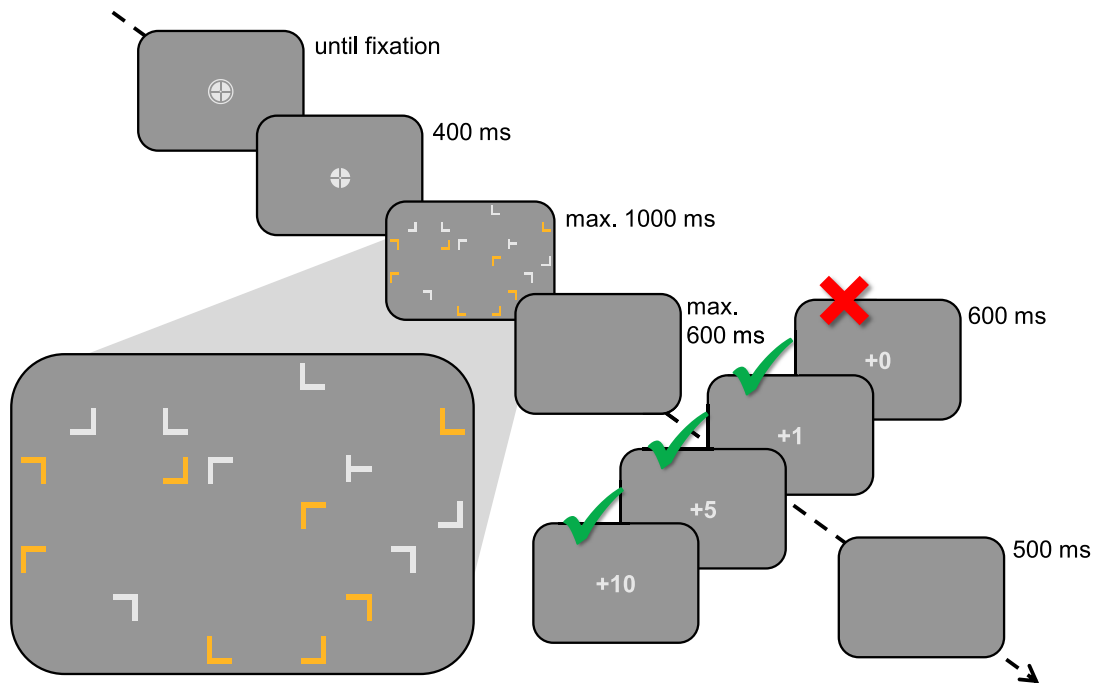 until fixation
400 ms
max. 1000 ms
max.
600 ms
600 ms
+0
+1
+5
+10
500 ms